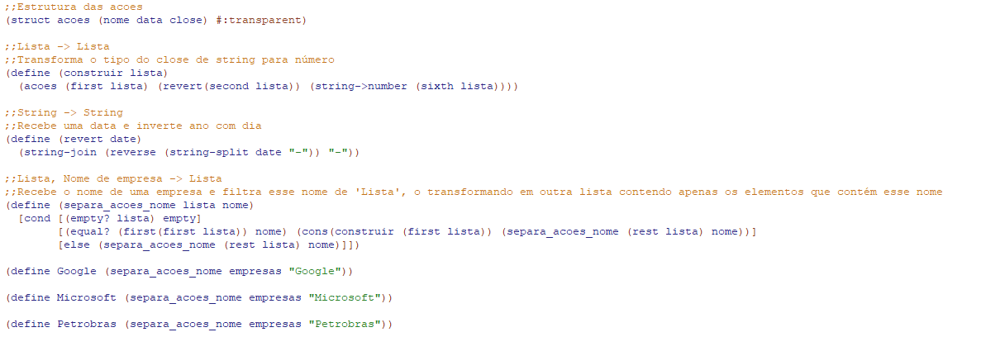 ;;Estrutura das acoes
(struct acoes (nome data close) #:transparent)
;;Lista -> Lista
;;Transforma o tipo do close de string para número
(define (construir lista)
  (acoes (first lista) (revert(second lista)) (string->number (sixth lista))))
;;String -> String
;;Recebe uma data e inverte ano com dia
(define (revert date)
  (string-join (reverse (string-split date "-")) "-"))
;;Lista, Nome de empresa -> Lista
;;Recebe o nome de uma empresa e filtra esse nome de 'Lista', o transformando em outra lista contendo apenas os elementos que contém esse nome
(define (separa_acoes_nome lista nome)
  [cond [(empty? lista) empty]
        [(equal? (first(first lista)) nome) (cons(construir (first lista)) (separa_acoes_nome (rest lista) nome))]
        [else (separa_acoes_nome (rest lista) nome)]])
(define Google (separa_acoes_nome empresas "Google"))
(define Microsoft (separa_acoes_nome empresas "Microsoft"))
(define Petrobras (separa_acoes_nome empresas "Petrobras"))